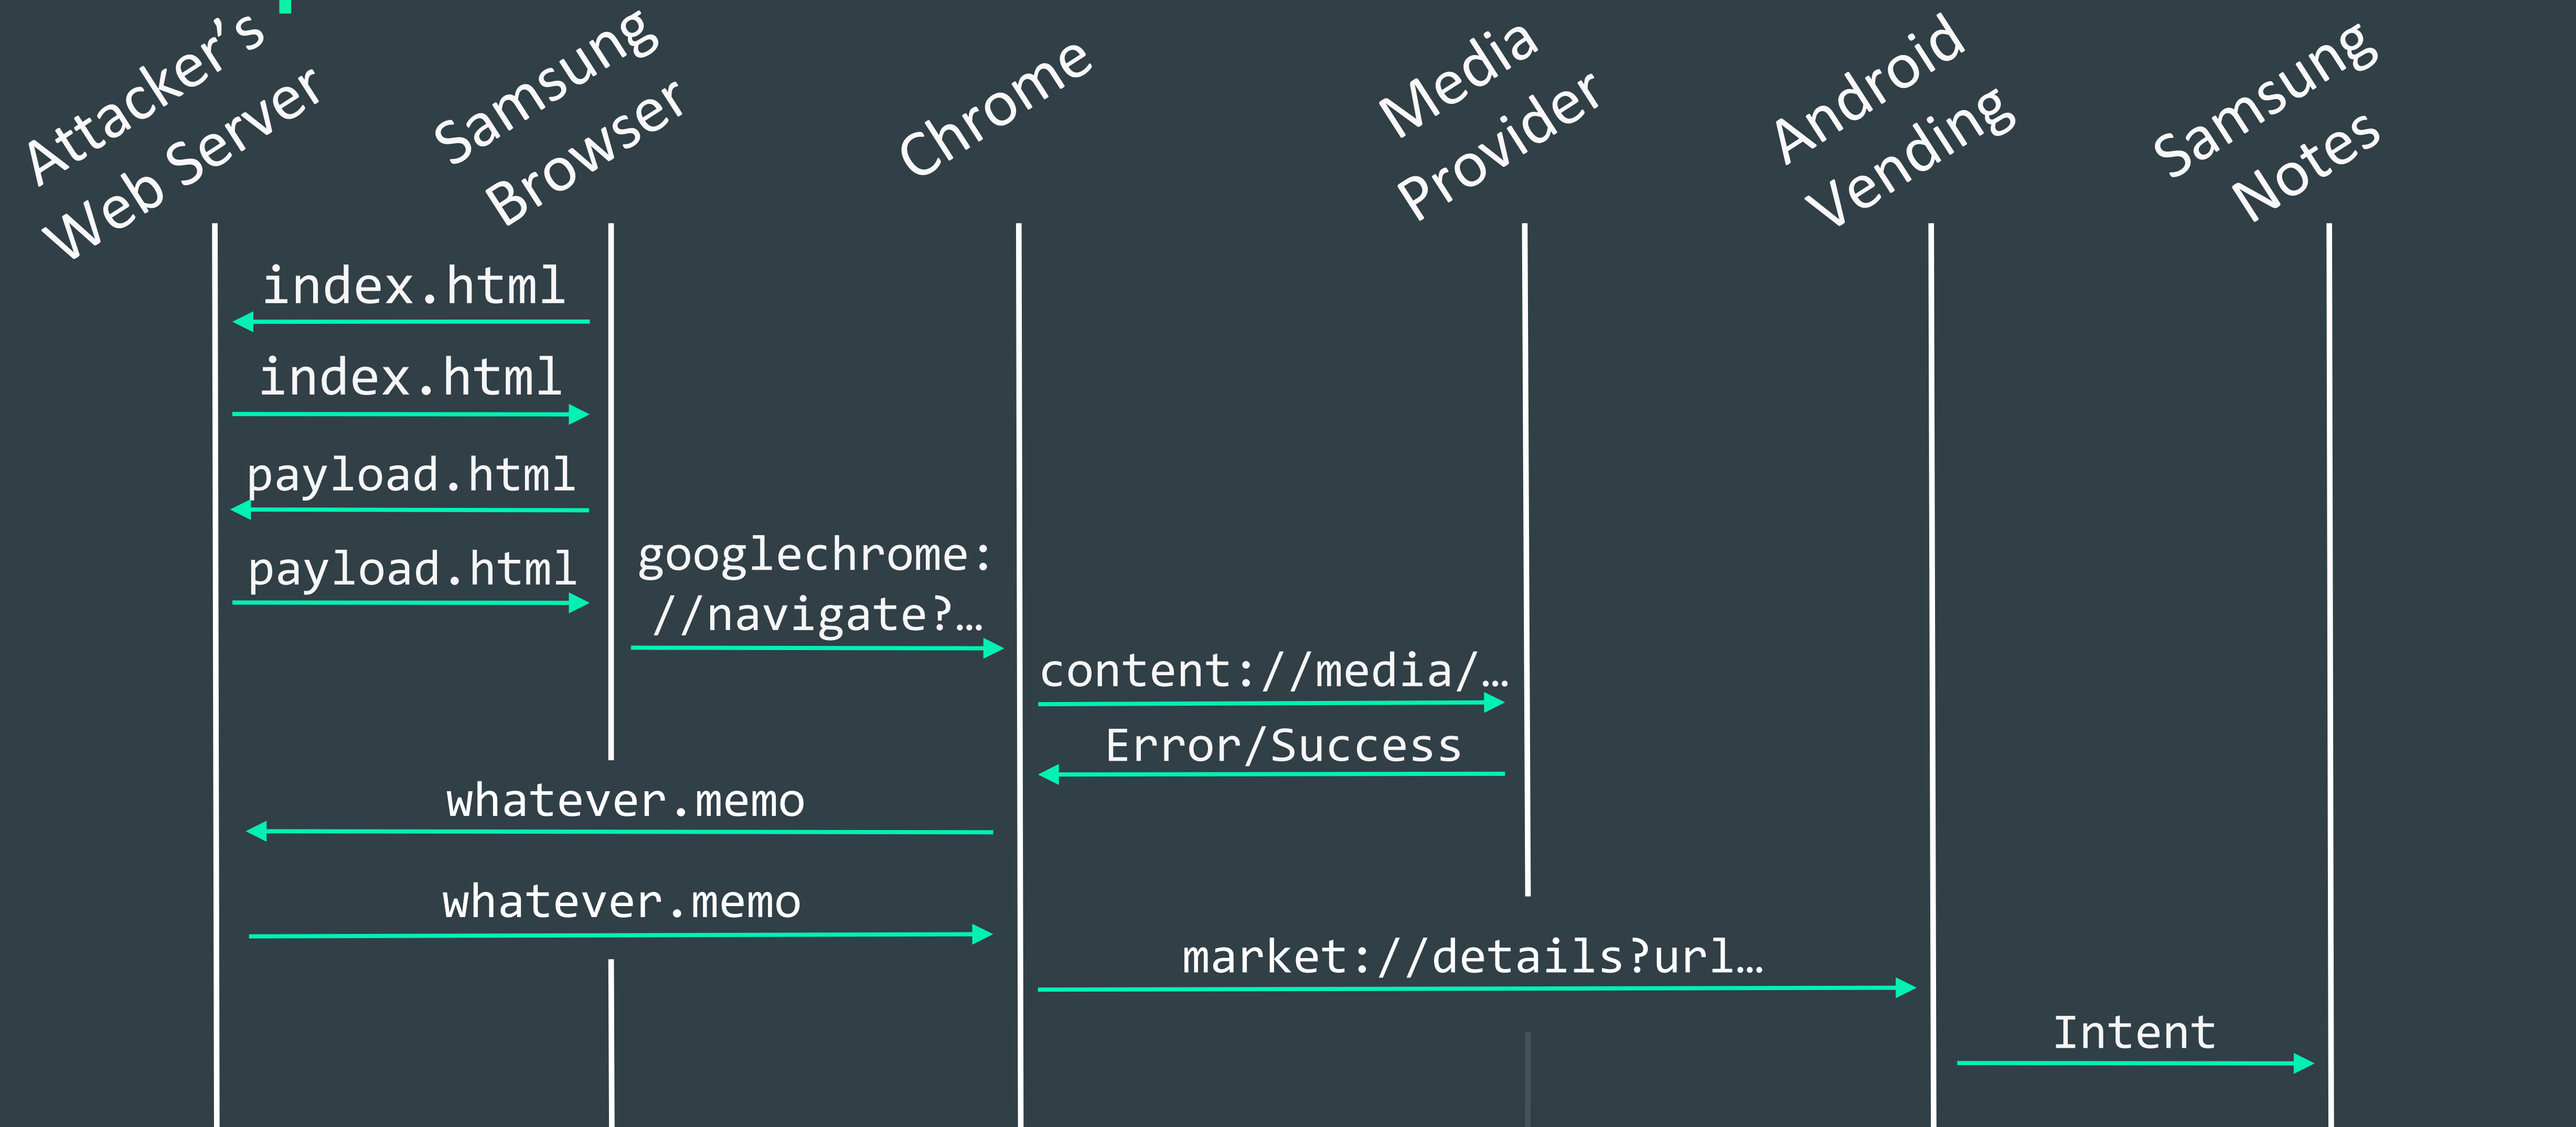 Attacker’s
Web Server
Samsung
Browser
Chrome
Media
Provider
Android
Vending
Samsung
Notes
index.html
index.html
payload.html
payload.html
googlechrome:
//navigate?…
content://media/…
Error/Success
whatever.memo
whatever.memo
market://details?url…
Intent